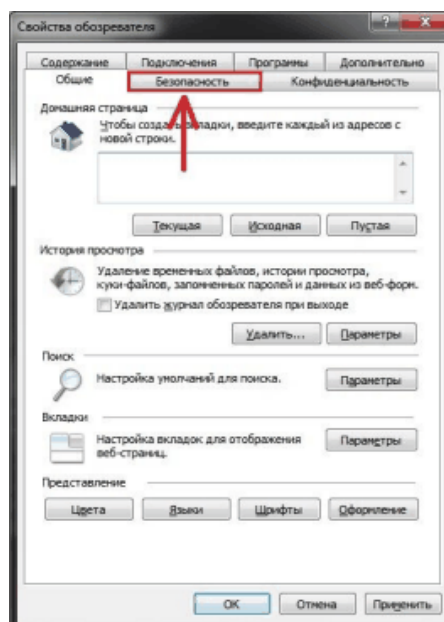 Свойства обозревателя
Содержание Подключения Программы Дополнительно
Общие Безопасность Конфиденциальность
Домашняя страница
Чтобы создать вкладки, введите каждый из адресов с
новой строки.
Текущая Исходная Пустая
История просмотра
Удаление временных файлов, истории просмотра,
куки-файлов, запомненных паролей и данных из веб-форм.
Удалить журнал обозревателя при выходе
Удалить... Параметры
Поиск
Настройка умолчаний для поиска. Параметры
Вкладки
Настройка вкладок для отображения Параметры
веб-страниц.
Представление
Цвета Языки Шрифты Оформление
ОК Отмена Применить